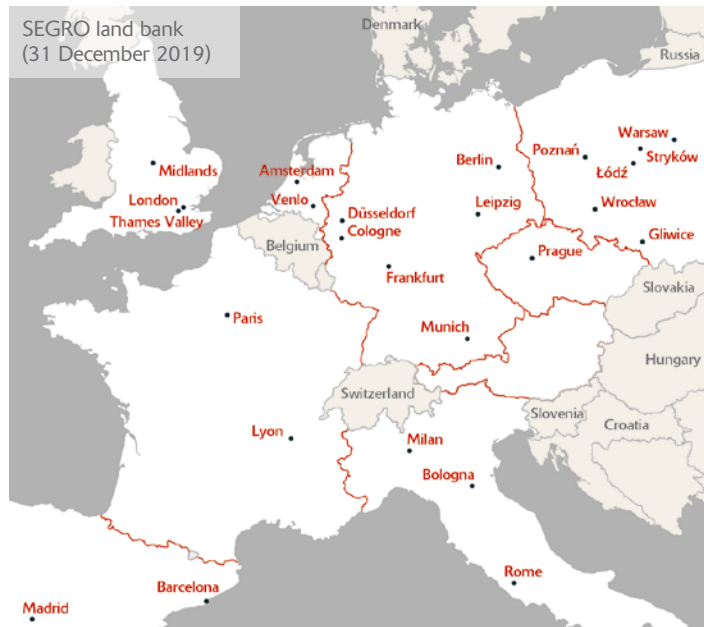 SEGRO land bank
(31 December 2019)
Denmark
Russia
Warsaw
Poznań
Stryków
Łódź
Midlands
Amsterdam
Berlin
London
Venlo
Wrocław
Thames Valley
Düsseldorf
Leipzig
Cologne
Gliwice
Belgium
Prague
Frankfurt
Slovakia
Paris
Munich
Hungary
Switzerland
Slovenia
Croatia
Lyon
Milan
Bologna
Rome
Barcelona
Madrid